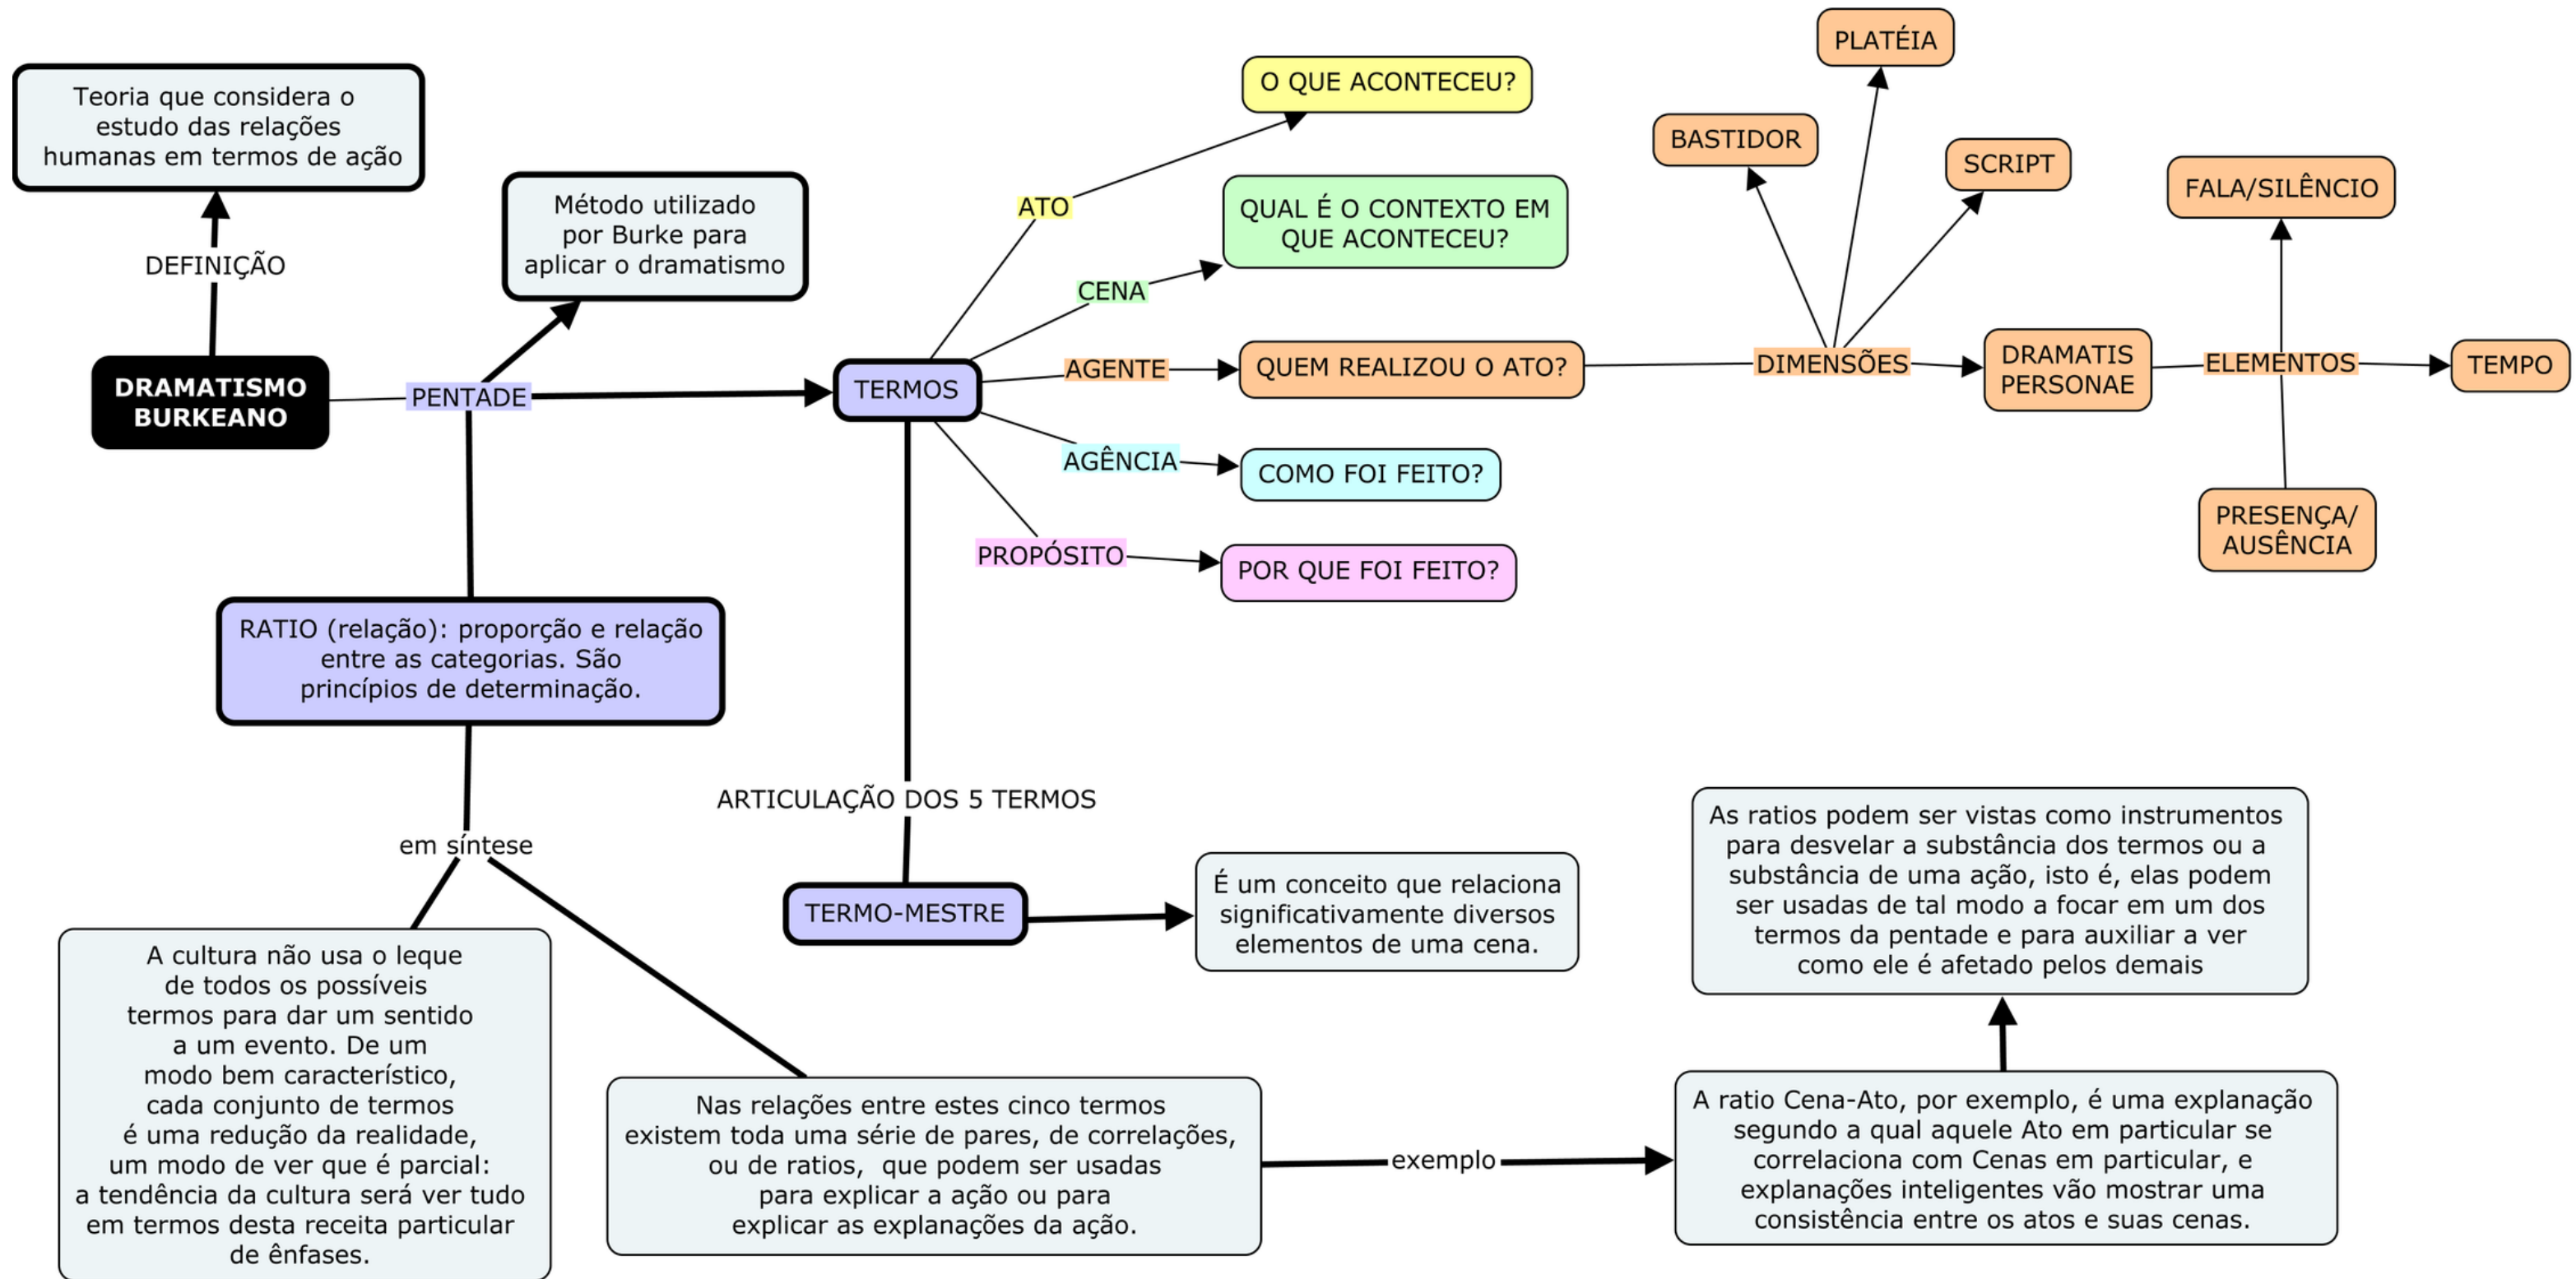 Teoria que considera o
estudo das relações
humanas em termos de ação
DEFINIÇÃO
DRAMATISMO
BURKEANO
PENTADE
Método utilizado
por Burke para
aplicar o dramatismo
TERMOS
ATO
O QUE ACONTECEU?
CENA
QUAL É O CONTEXTO EM
QUE ACONTECEU?
AGENTE
QUEM REALIZOU O ATO?
DIMENSÕES
BASTIDOR
PLATÉIA
SCRIPT
DRAMATIS
PERSONAE
ELEMENTOS
FALA/SILÊNCIO
TEMPO
PRESENÇA/
AUSÊNCIA
AGÊNCIA
COMO FOI FEITO?
PROPÓSITO
POR QUE FOI FEITO?
RATIO (relação): proporção e relação
entre as categorias. São
princípios de determinação.
em síntese
A cultura não usa o leque
de todos os possíveis
termos para dar um sentido
a um evento. De um
modo bem característico,
cada conjunto de termos
é uma redução da realidade,
um modo de ver que é parcial:
a tendência da cultura será ver tudo
em termos desta receita particular
de ênfases.
ARTICULAÇÃO DOS 5 TERMOS
TERMO-MESTRE
É um conceito que relaciona
significativamente diversos
elementos de uma cena.
Nas relações entre estes cinco termos
existem toda uma série de pares, de correlações,
ou de ratios, que podem ser usadas
para explicar a ação ou para
explicar as explanações da ação.
exemplo
A ratio Cena-Ato, por exemplo, é uma explanação
segundo a qual aquele Ato em particular se
correlaciona com Cenas em particular, e
explanações inteligentes vão mostrar uma
consistência entre os atos e suas cenas.
As ratios podem ser vistas como instrumentos
para desvelar a substância dos termos ou a
substância de uma ação, isto é, elas podem
ser usadas de tal modo a focar em um dos
termos da pentade e para auxiliar a ver
como ele é afetado pelos demais